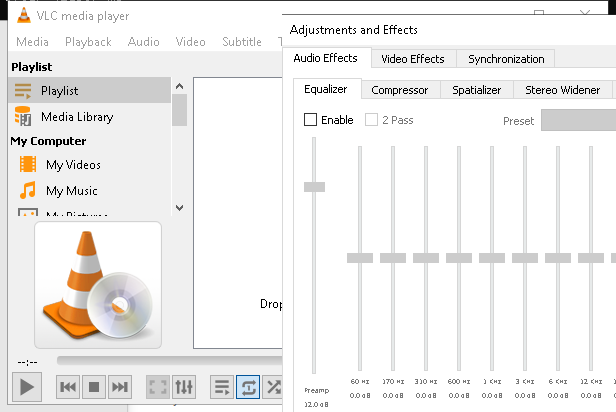 VLC media player
Media Playback Audio Video Subtitle
Playlist
Playlist
Media Library
My Computer
My Videos
My Music
My Pictures
Drop
--:--
Adjustments and Effects
Audio Effects Video Effects Synchronization
Equalizer Compressor Spatializer Stereo Widener
Enable 2 Pass Preset
60 Hz 170 Hz 310 Hz 600 Hz 1 KHz 3 KHz 6 KHz 12 KHz
Preamp 0.0 dB 0.0 dB 0.0 dB 0.0 dB 0.0 dB 0.0 dB 0.0 dB 0.0 dB
12.0 dB